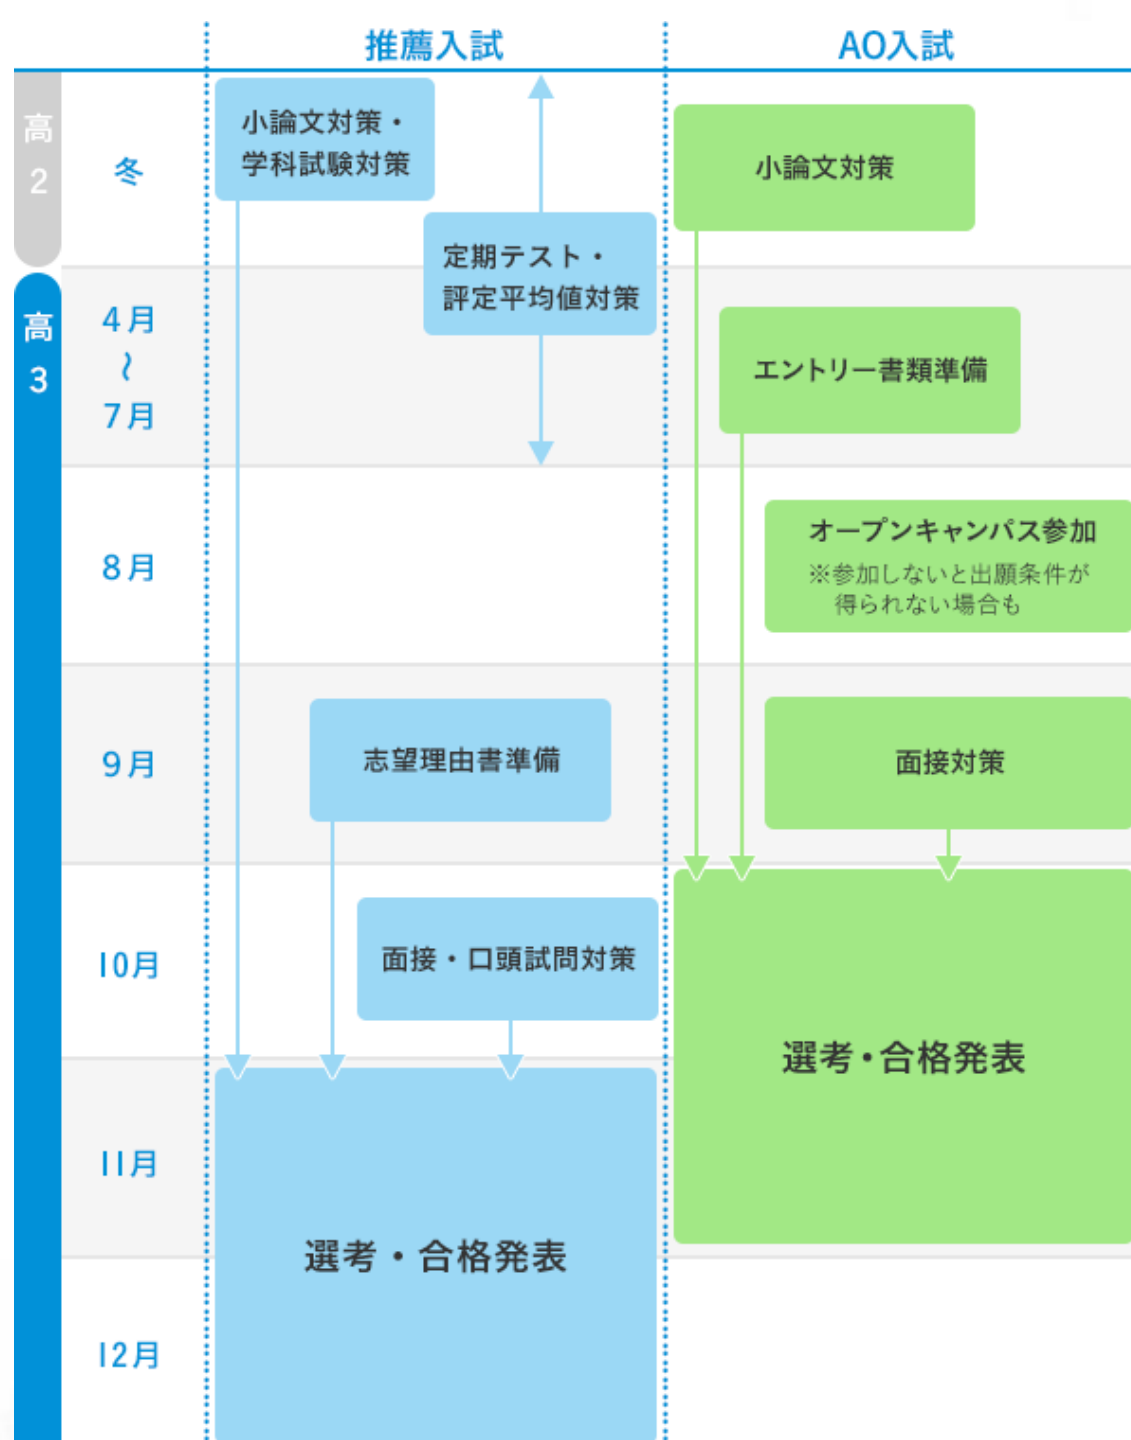 推薦入試
AO入試
高
2
冬
小論文対策・
学科試験対策
小論文対策
定期テスト・
評定平均値対策
高
3
4月
〜
7月
エントリー書類準備
8月
オープンキャンパス参加
※参加しないと出願条件が
得られない場合も
9月
志望理由書準備
面接対策
10月
面接・口頭試問対策
選考・合格発表
11月
選考・合格発表
12月